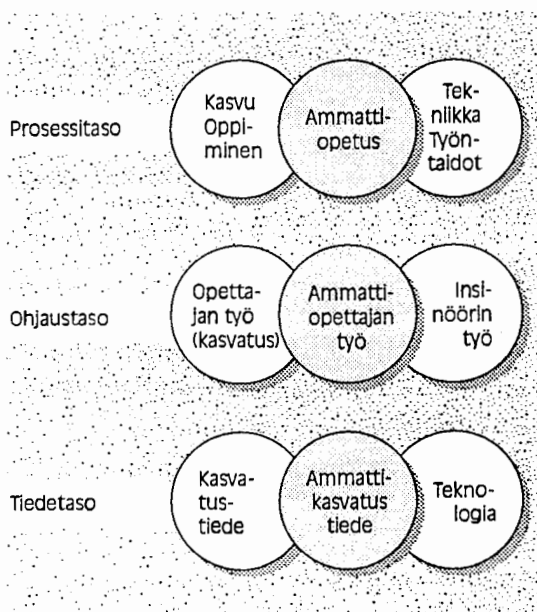 Prosessitaso
Kasvu
Oppi-
minen
Ammatti-
opetus
Tek-
niikka
Työn-
taidot
Ohjaustaso
Opetta-
jan työ
(kasvatus)
Ammatti-
opettajan
työ
Insi-
nöörin
työ
Tiedetaso
Kasva-
tus-
tiede
Ammatti-
kasvatus
tiede
Tekno-
logia